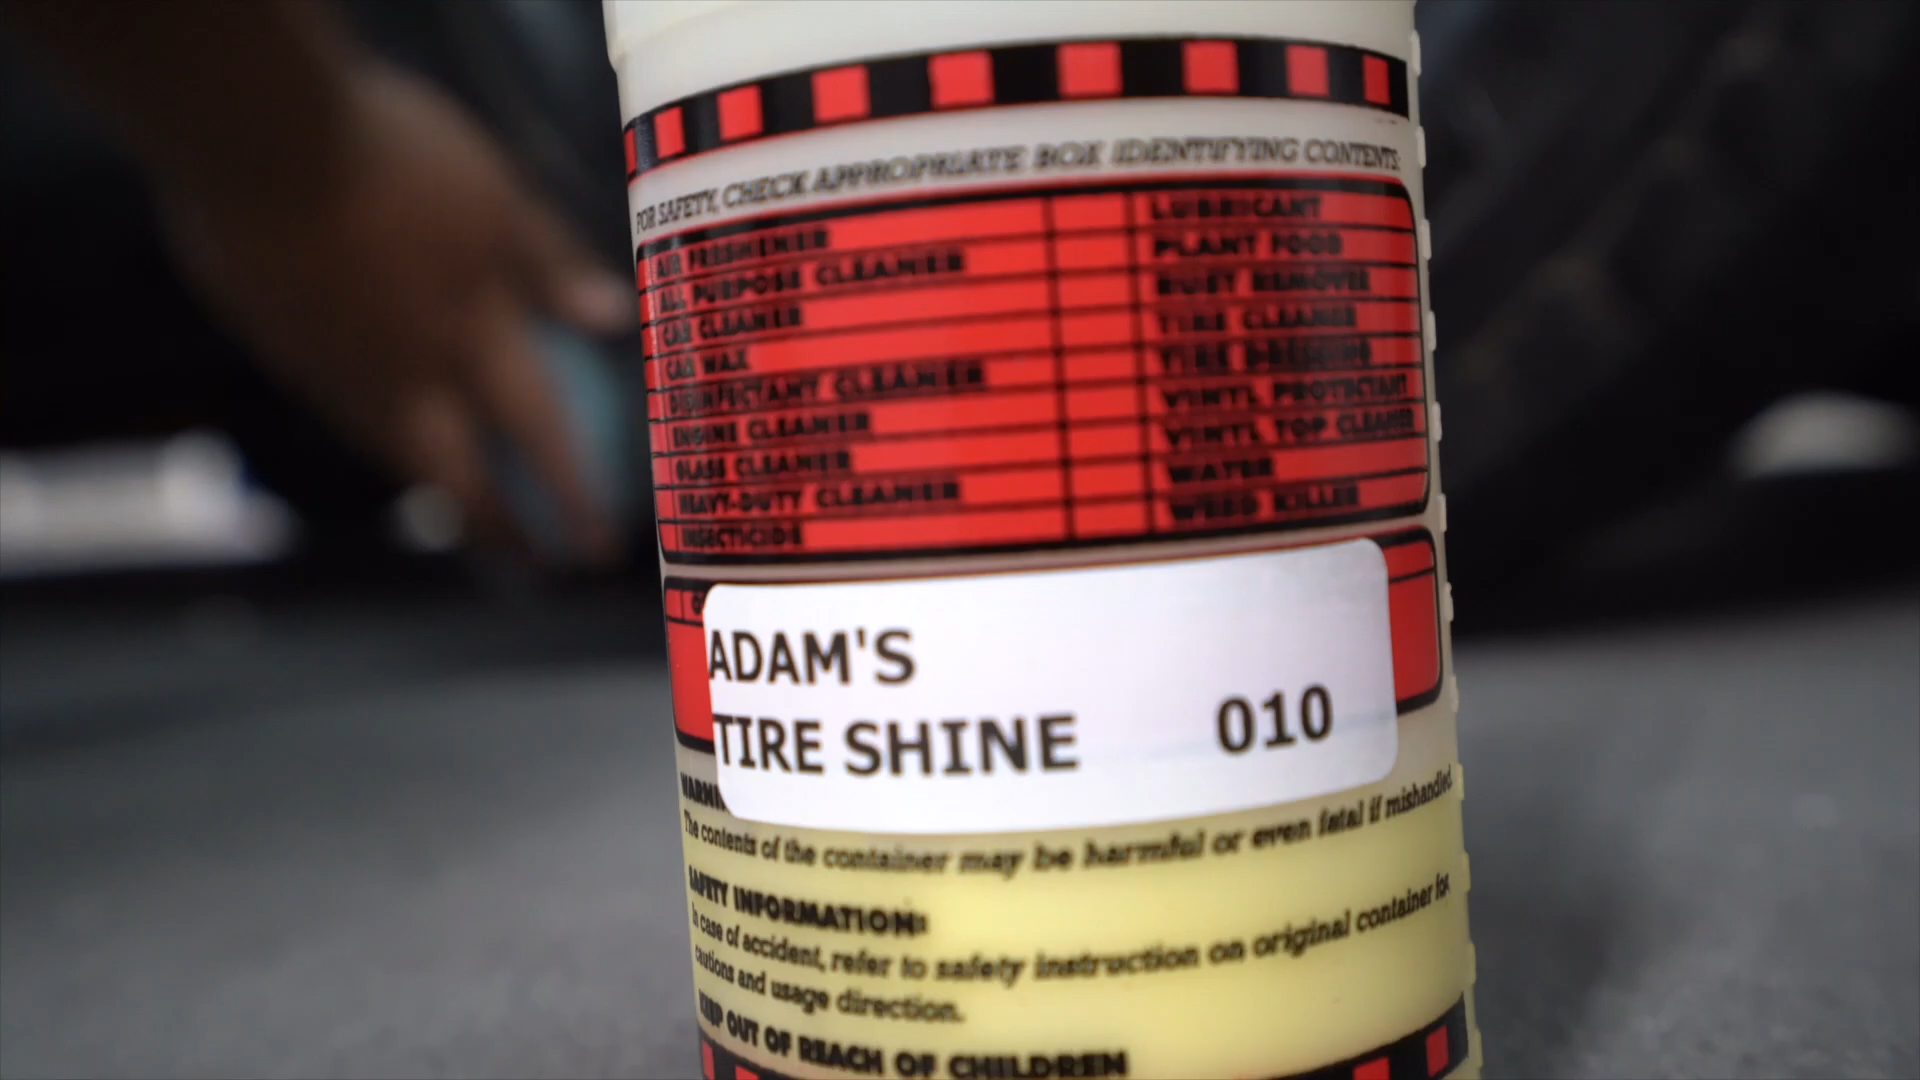 FOR SAFETY, CHECK APPROPRIATE BOX IDENTIFYING CONTENTS:
AIR FRESHENER
ALL PURPOSE CLEANER
CAR CLEANER
CAR WAX
DISINFECTANT CLEANER
ENGINE CLEANER
GLASS CLEANER
HEAVY-DUTY CLEANER
INSECTICIDE
LUBRICANT
PLANT FOOD
RUST REMOVER
TIRE CLEANER
TIRE DRESSING
VINYL PROTECTANT
VINYL TOP CLEANER
WATER
WEED KILLER
ADAM'S
TIRE SHINE 010
The contents of the container may be harmful or even fatal if mishandled.
SAFETY INFORMATION:
In case of accident, refer to safety instruction on original container for
cautions and usage direction.
KEEP OUT OF REACH OF CHILDREN